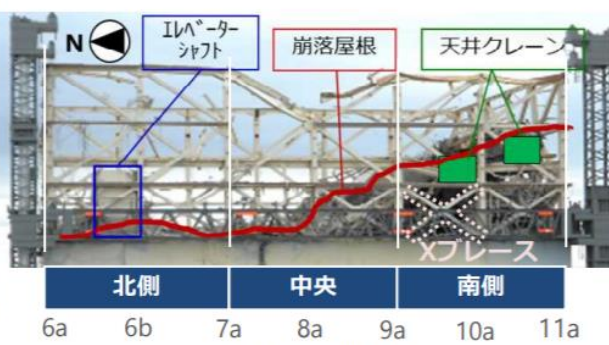 N
ｴﾚﾍﾞｰﾀｰ
ｼｬﾌﾄ
崩落屋根
天井クレーン
Xブレース
北側
中央
南側
6a
6b
7a
8a
9a
10a
11a